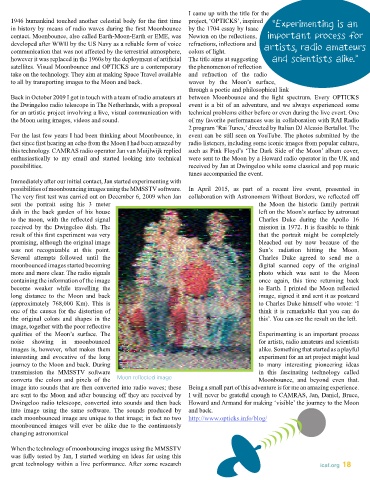 1946 humankind touched another celestial body for the first time
in history by means of radio waves during the first Moonbounce
contact. Moonbounce, also called Earth-Moon-Earth or EME, was
developed after WWII by the US Navy as a reliable form of voice
communication that was not affected by the terrestrial atmosphere,
however it was replaced in the 1960s by the deployment of artificial
satellites. Visual Moonbounce and OPTICKS are a contemporary
take on the technology. They aim at making Space Travel available
to all by transporting images to the Moon and back.
Back in October 2009 I got in touch with a team of radio amateurs at
the Dwingeloo radio telescope in The Netherlands, with a proposal
for an artistic project involving a live, visual communication with
the Moon using images, videos and sound.
For the last few years I had been thinking about Moonbounce, in
fact since first hearing an echo from the Moon I had been amazed by
this technology. CAMRAS radio operator Jan van Muijlwijk replied
enthusiastically to my email and started looking into technical
possibilities.
Immediately after our initial contact, Jan started experimenting with
possibilities of moonbouncing images using the MMSSTV software.
The very first test was carried out on December 6, 2009 when Jan
sent the portrait using his 3 meter
dish in the back garden of his house
to the moon, with the reflected signal
received by the Dwingeloo dish. The
result of this first experiment was very
promising, although the original image
was not recognizable at this point.
Several attempts followed until the
moonbounced images started becoming
more and more clear. The radio signals
containing the information of the image
become weaker while travelling the
long distance to the Moon and back
(approximately 768,000 Km). This is
one of the causes for the distortion of
the original colors and shapes in the
image, together with the poor reflective
qualities of the Moon's surface. The
noise showing in moonbounced
images is, however, what makes them
interesting and evocative of the long
journey to the Moon and back. During
transmission the MMSSTV software
converts the colors and pixels of the
image into sounds that are then converted into radio waves; these
are sent to the Moon and after bouncing off they are received by
Dwingeloo radio telescope, converted into sounds and then back
into image using the same software. The sounds produced by
each moonbounced image are unique to that image; in fact no two
moonbounced images will ever be alike due to the continuously
changing astronomical
When the technology of moonbouncing images using the MMSSTV
was fully tested by Jan, I started working on ideas for using this
great technology within a live performance. After some research
Moon reflected image
I came up with the title for the
project, 'OPTICKS', inspired
by the 1704 essay by Isaac
Newton on the reflections,
refractions, inflections and
colors of light.
The title aims at suggesting
the phenomenon of reflection
and refraction of the radio
waves by the Moon's surface,
through a poetic and philosophical link
between Moonbounce and the light spectrum. Every OPTICKS
event is a bit of an adventure, and we always experienced some
technical problems either before or even during the live event. One
of my favorite performances was in collaboration with RAI Radio
2 program 'Rai Tunes,' directed by Italian DJ Alessio Bertallot. The
event can be still seen on YouTube. The photos submitted by the
radio listeners, including some iconic images from popular culture,
such as Pink Floyd's 'The Dark Side of the Moon' album cover,
were sent to the Moon by a Howard radio operator in the UK and
received by Jan at Dwingeloo while some classical and pop music
tunes accompanied the event.
In April 2015, as part of a recent live event, presented in
collaboration with Astronomers Without Borders, we reflected off
the Moon the historic family portrait
left on the Moon's surface by astronaut
Charles Duke during the Apollo 16
mission in 1972. It is feasible to think
that the portrait might be completely
bleached out by now because of the
Sun's radiation hitting the Moon.
Charles Duke agreed to send me a
digital scanned copy of the original
photo which was sent to the Moon
once again, this time returning back
to Earth. I printed the Moon reflected
image, signed it and sent it as postcard
to Charles Duke himself who wrote: 'I
think it is remarkable that you can do
this'. You can see the result on the left.
Experimenting is an important process
for artists, radio amateurs and scientists
alike. Something that started as a playful
experiment for an art project might lead
to many interesting pioneering ideas
in this fascinating technology called
Moonbounce, and beyond even that.
Being a small part of this adventure is for me an amazing experience.
I will never be grateful enough to CAMRAS, Jan, Daniel, Bruce,
Howard and Armand for making 'visible' the journey to the Moon
and back.
http://www.opticks.info/blog/
"Experimenting is an
important process for
artists, radio amateurs
and scientists alike."
isal.org 18